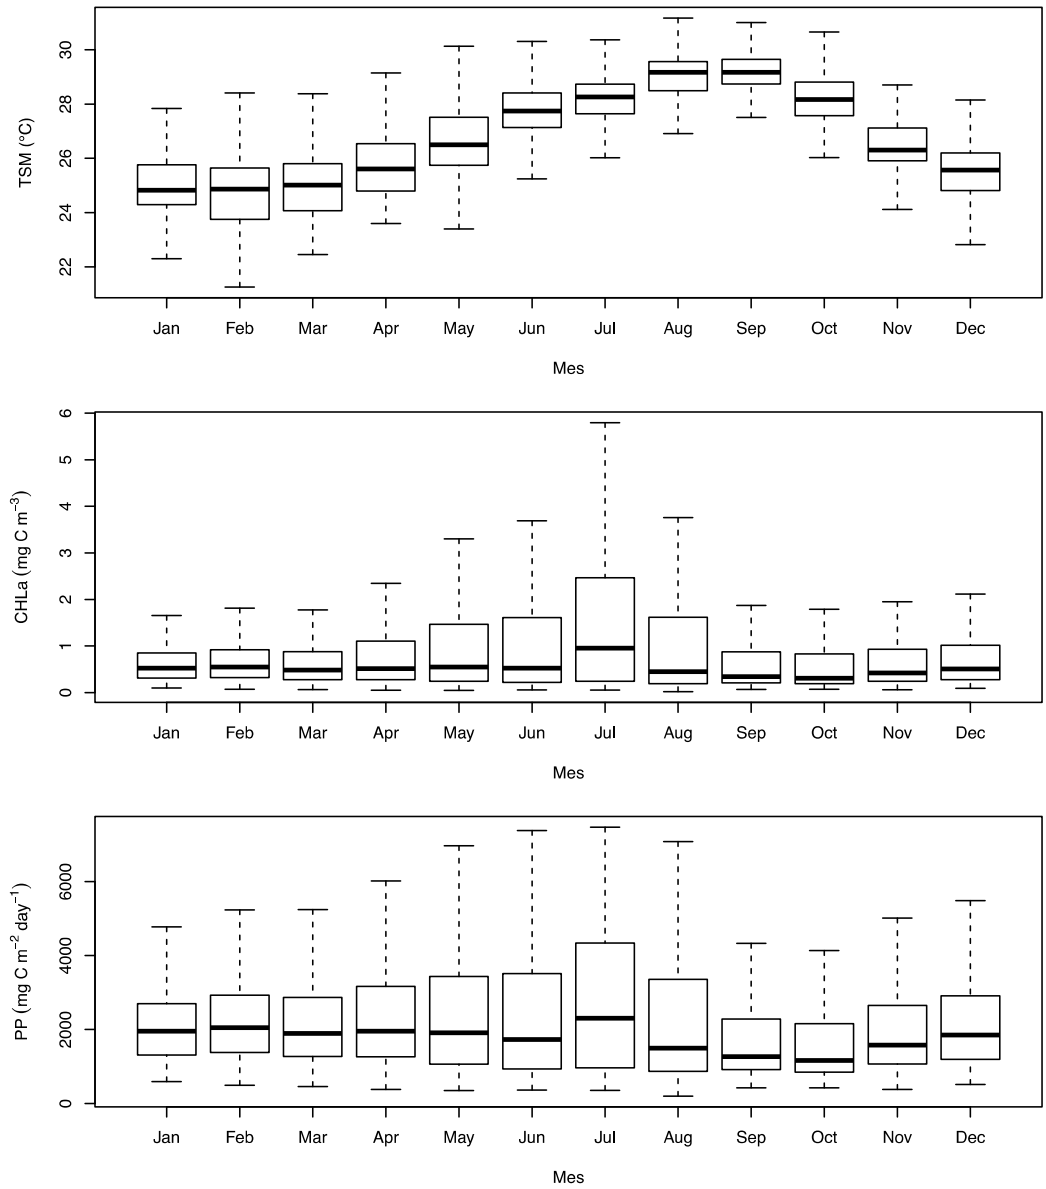 TSM (°C)
30
28
26
24
22
Jan Feb Mar Apr May Jun Jul Aug Sep Oct Nov Dec
Mes
CHLa (mg C m⁻³)
6
5
4
3
2
1
0
Jan Feb Mar Apr May Jun Jul Aug Sep Oct Nov Dec
Mes
PP (mg C m⁻² day⁻¹)
6000
4000
2000
0
Jan Feb Mar Apr May Jun Jul Aug Sep Oct Nov Dec
Mes